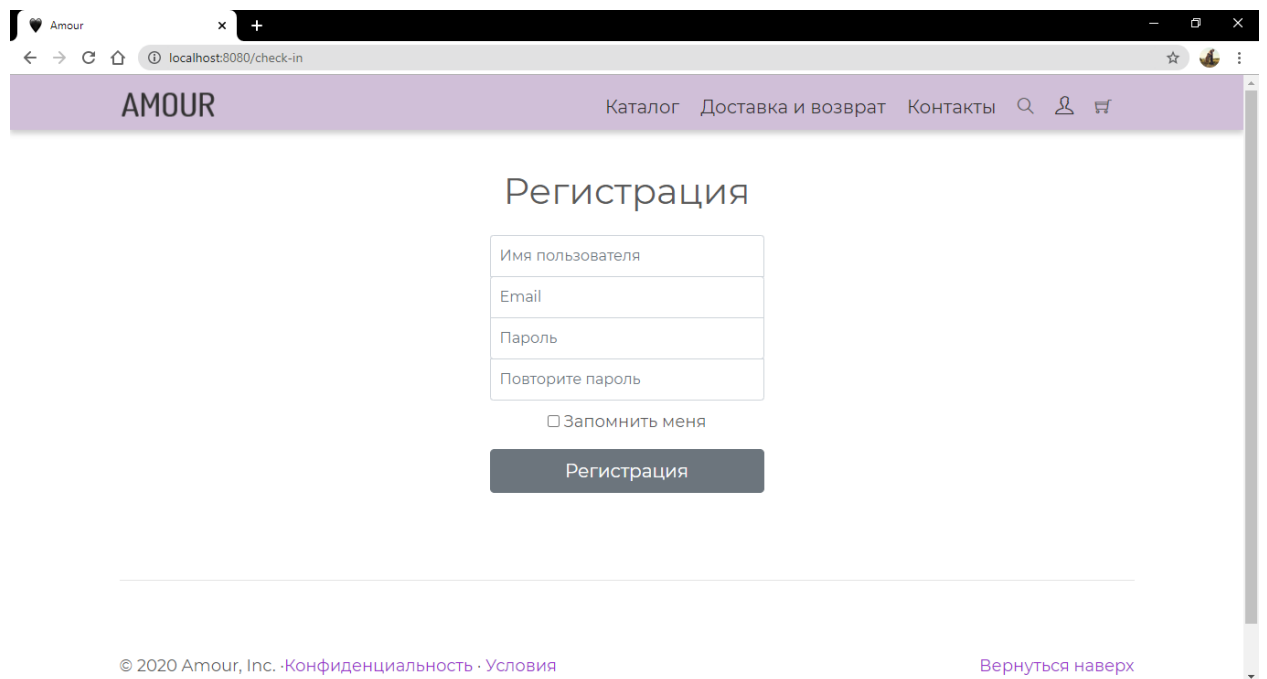 Amour
localhost:8080/check-in
AMOUR Каталог Доставка и возврат Контакты
Регистрация
Имя пользователя
Email
Пароль
Повторите пароль
Запомнить меня
Регистрация
© 2020 Amour, Inc. ·Конфиденциальность · Условия Вернуться наверх